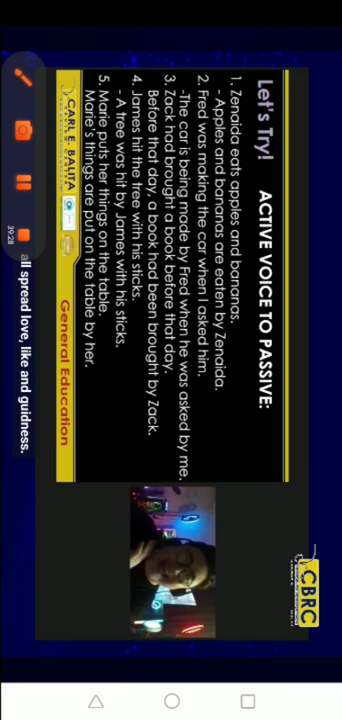 Let's Try! ACTIVE VOICE TO PASSIVE:
1. Zenaida eats apples and bananas.
- Apples and bananas are eaten by Zenaida.
2. Fred was making the car when I asked him.
-The car is being made by Fred when he was asked by me.
3. Zack had brought a book before that day.
Before that day, a book had been brought by Zack.
4. James hit the tree with his sticks.
- A tree was hit by James with his sticks.
5. Marie puts her things on the table.
Marie's things are put on the table by her.
CARL E. BALITA
General Education
all spread love, like and guidness.
CBRC
39:28